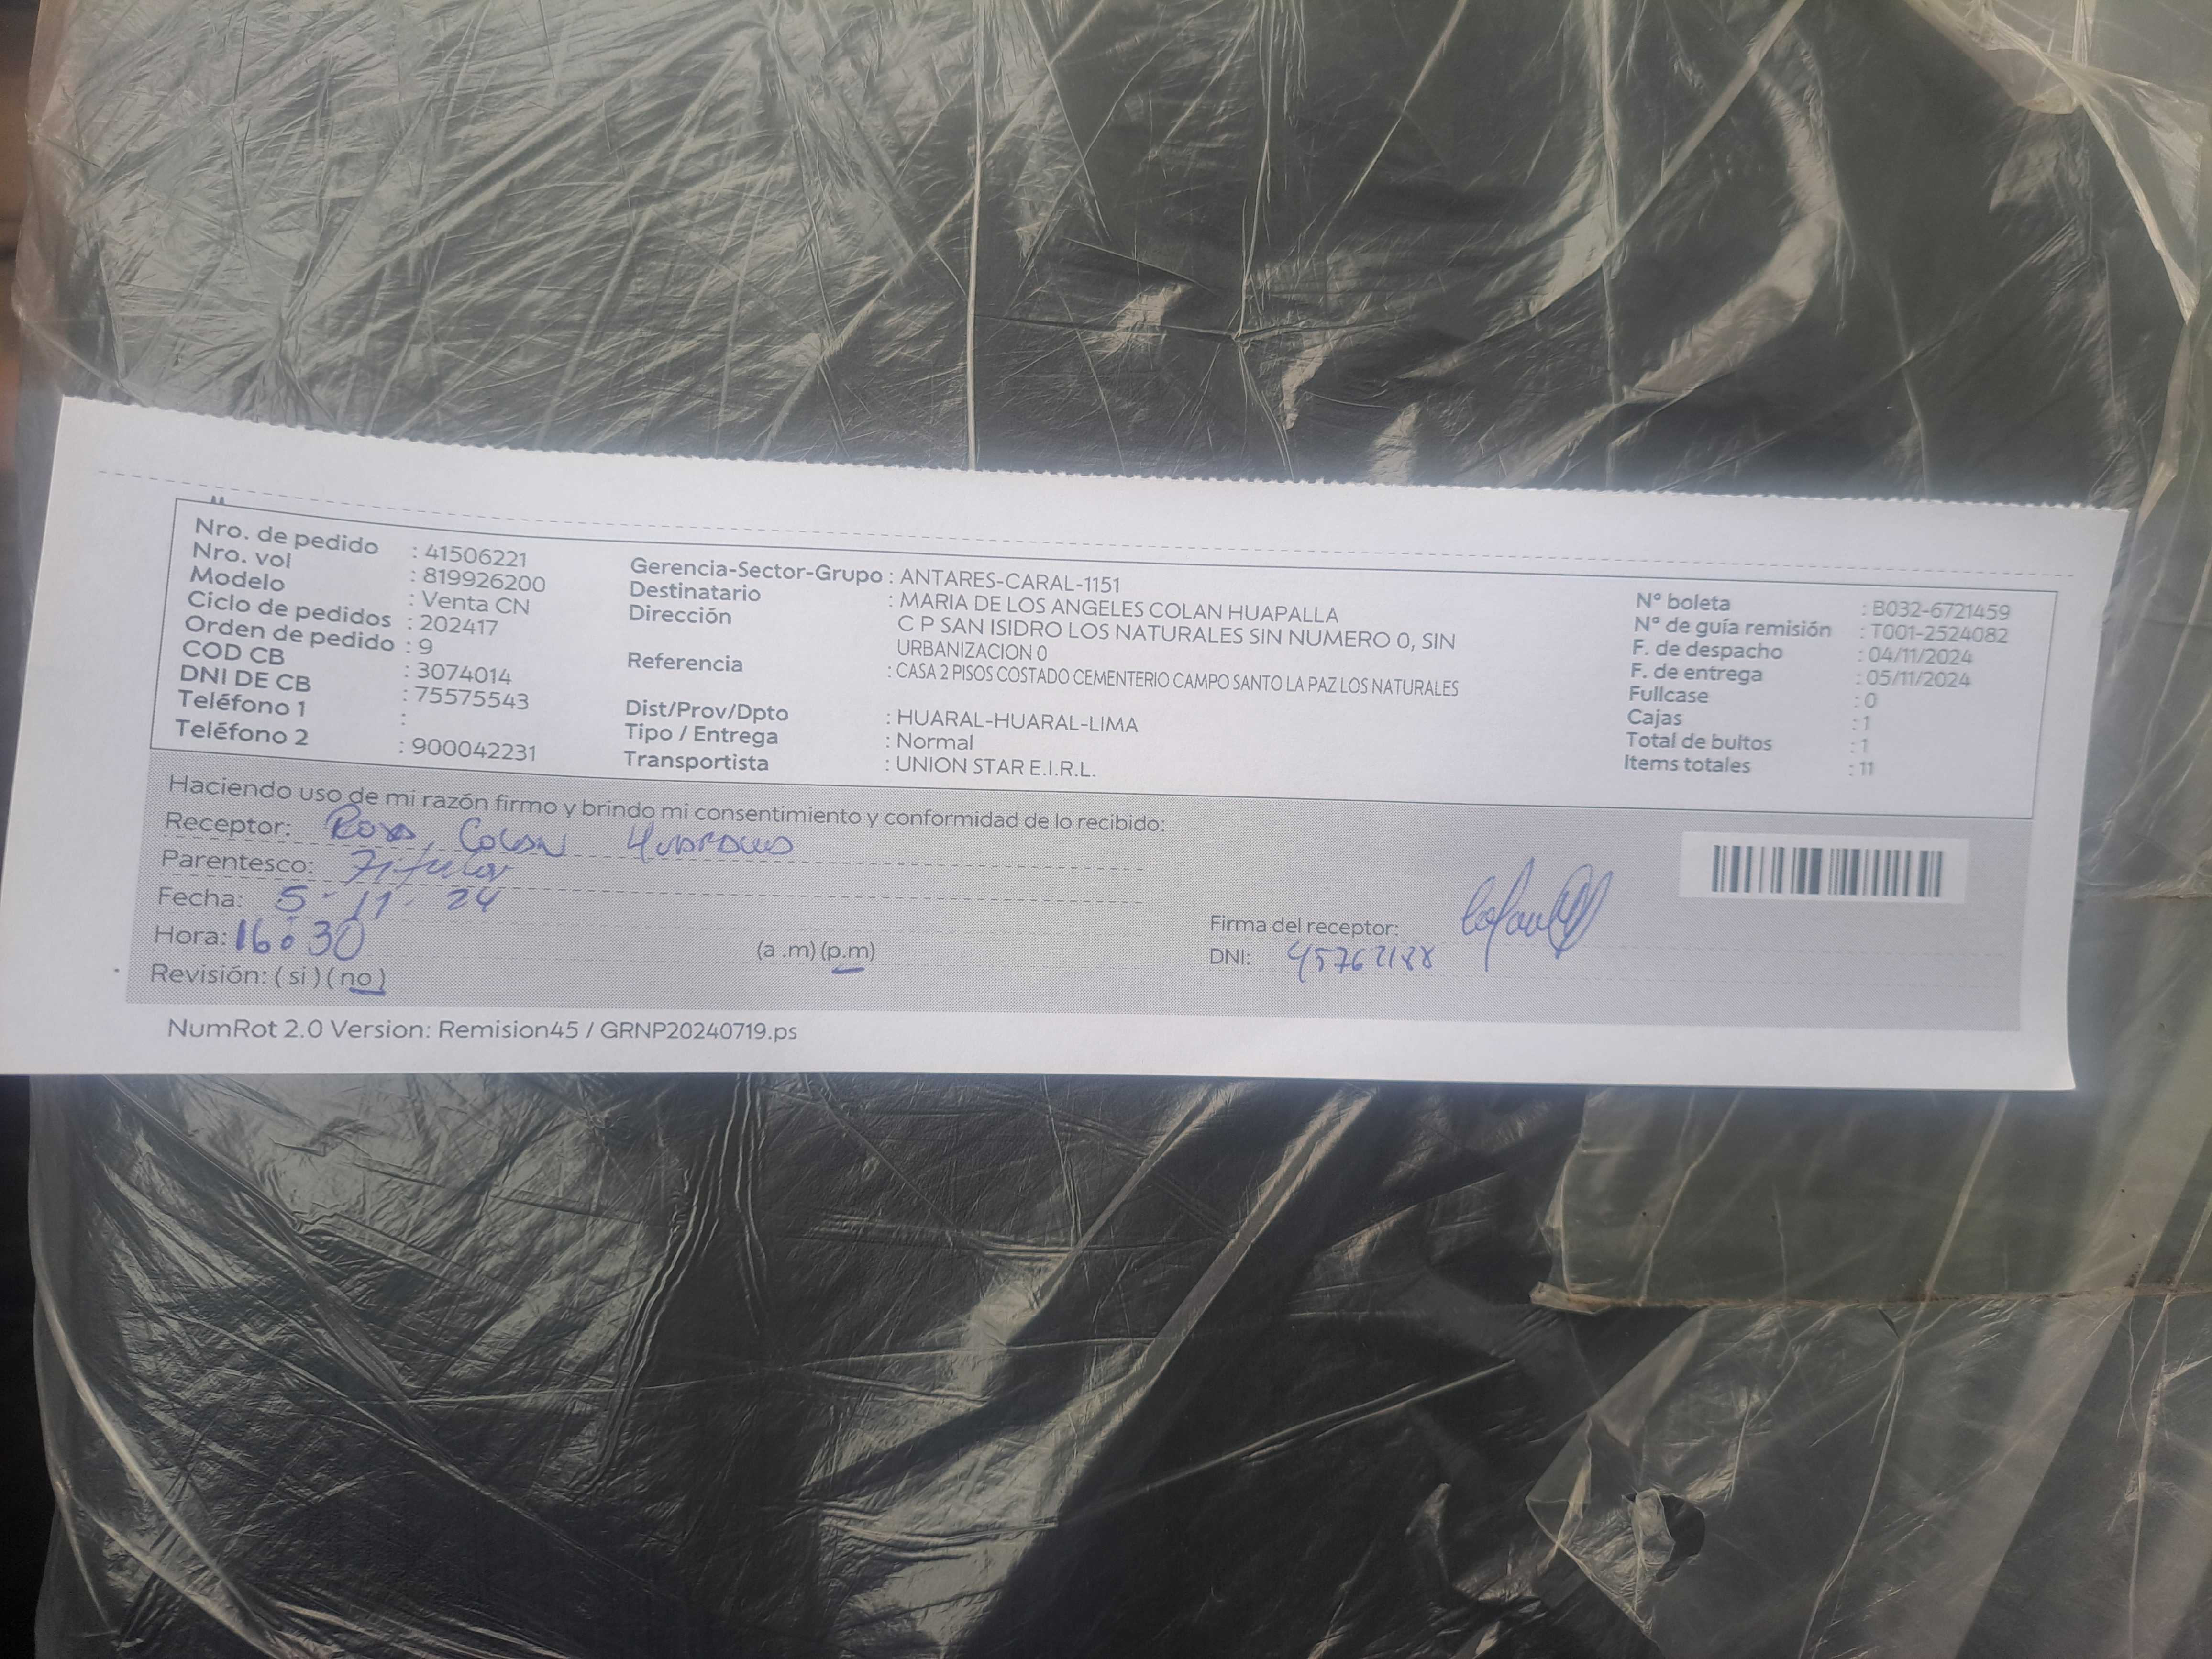 Nro. de pedido : 41506221
Nro. vol : 819926200
Modelo : Venta CN
Ciclo de pedidos : 202417
Orden de pedido : 9
COD CB : 3074014
DNI DE CB : 75575543
Teléfono 1 :
Teléfono 2 : 900042231
Gerencia-Sector-Grupo : ANTARES-CARAL-1151
Destinatario : MARIA DE LOS ANGELES COLAN HUAPALLA
Dirección C P SAN ISIDRO LOS NATURALES SIN NUMERO 0, SIN
URBANIZACION 0
Referencia : CASA 2 PISOS COSTADO CEMENTERIO CAMPO SANTO LA PAZ LOS NATURALES
Dist/Prov/Dpto : HUARAL-HUARAL-LIMA
Tipo / Entrega : Normal
Transportista : UNION STAR E.I.R.L.
N° boleta : B032-6721459
N° de guía remisión : T001-2524082
F. de despacho : 04/11/2024
F. de entrega : 05/11/2024
Fullcase : 0
Cajas : 1
Total de bultos : 1
Items totales : 11
Haciendo uso de mi razón firmo y brindo mi consentimiento y conformidad de lo recibido:
Receptor: Rosa Colan
Parentesco: Titular
Fecha: 5-11-24
Hora: 16:30 (a .m) (p.m)
Revisión: ( si ) ( no )
Firma del receptor:
DNI: 45762188
NumRot 2.0 Version: Remision45 / GRNP20240719.ps